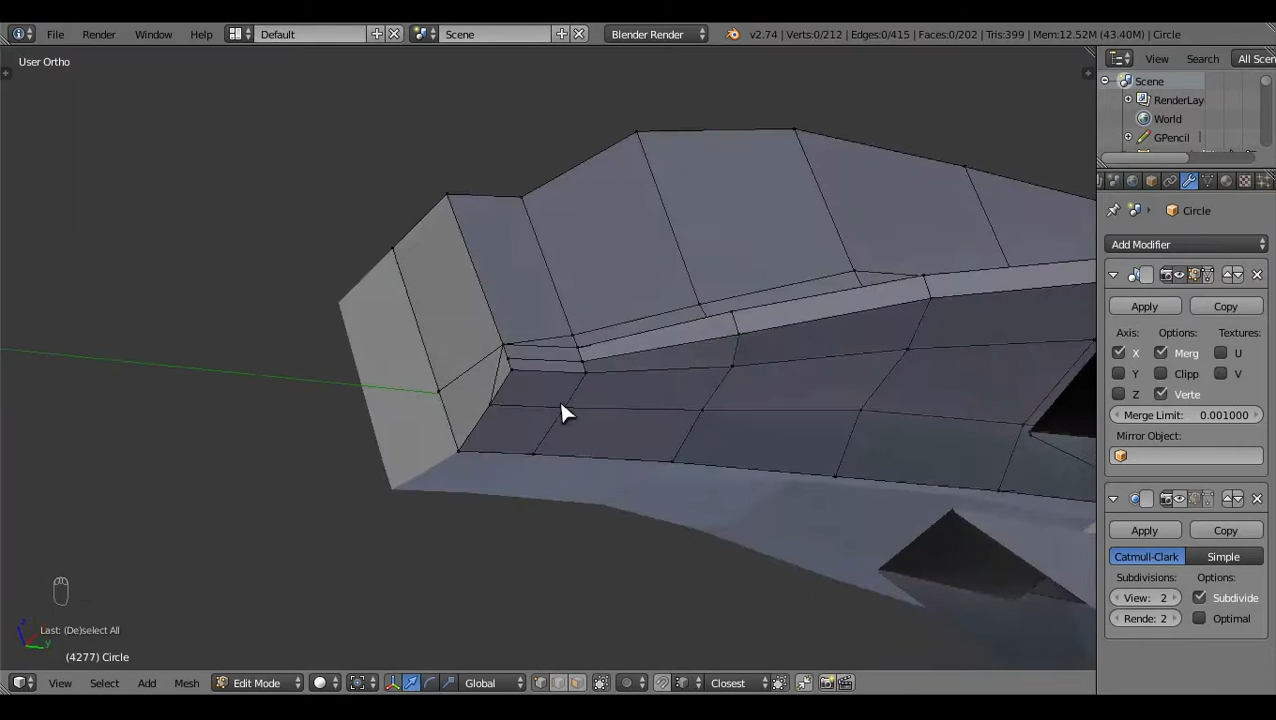 File Render Window Help Default Scene Blender Render v2.74 | Verts:0/212 | Edges:0/415 | Faces:0/202 | Tris:399 | Mem:12.52M (43.40M) | Circle
User Ortho
View Search All Scen
Scene
RenderLay
World
GPencil
Circle
Add Modifier
Apply Copy
Axis: Options: Textures:
X Merg U
Y Clipp V
Z Verte
Merge Limit: 0.001000
Mirror Object:
Apply Copy
Catmull-Clark Simple
Subdivisions: Options:
View: 2 Subdivide
Rende: 2 Optimal
Last: (De)select All
(4277) Circle
View Select Add Mesh Edit Mode Global Closest